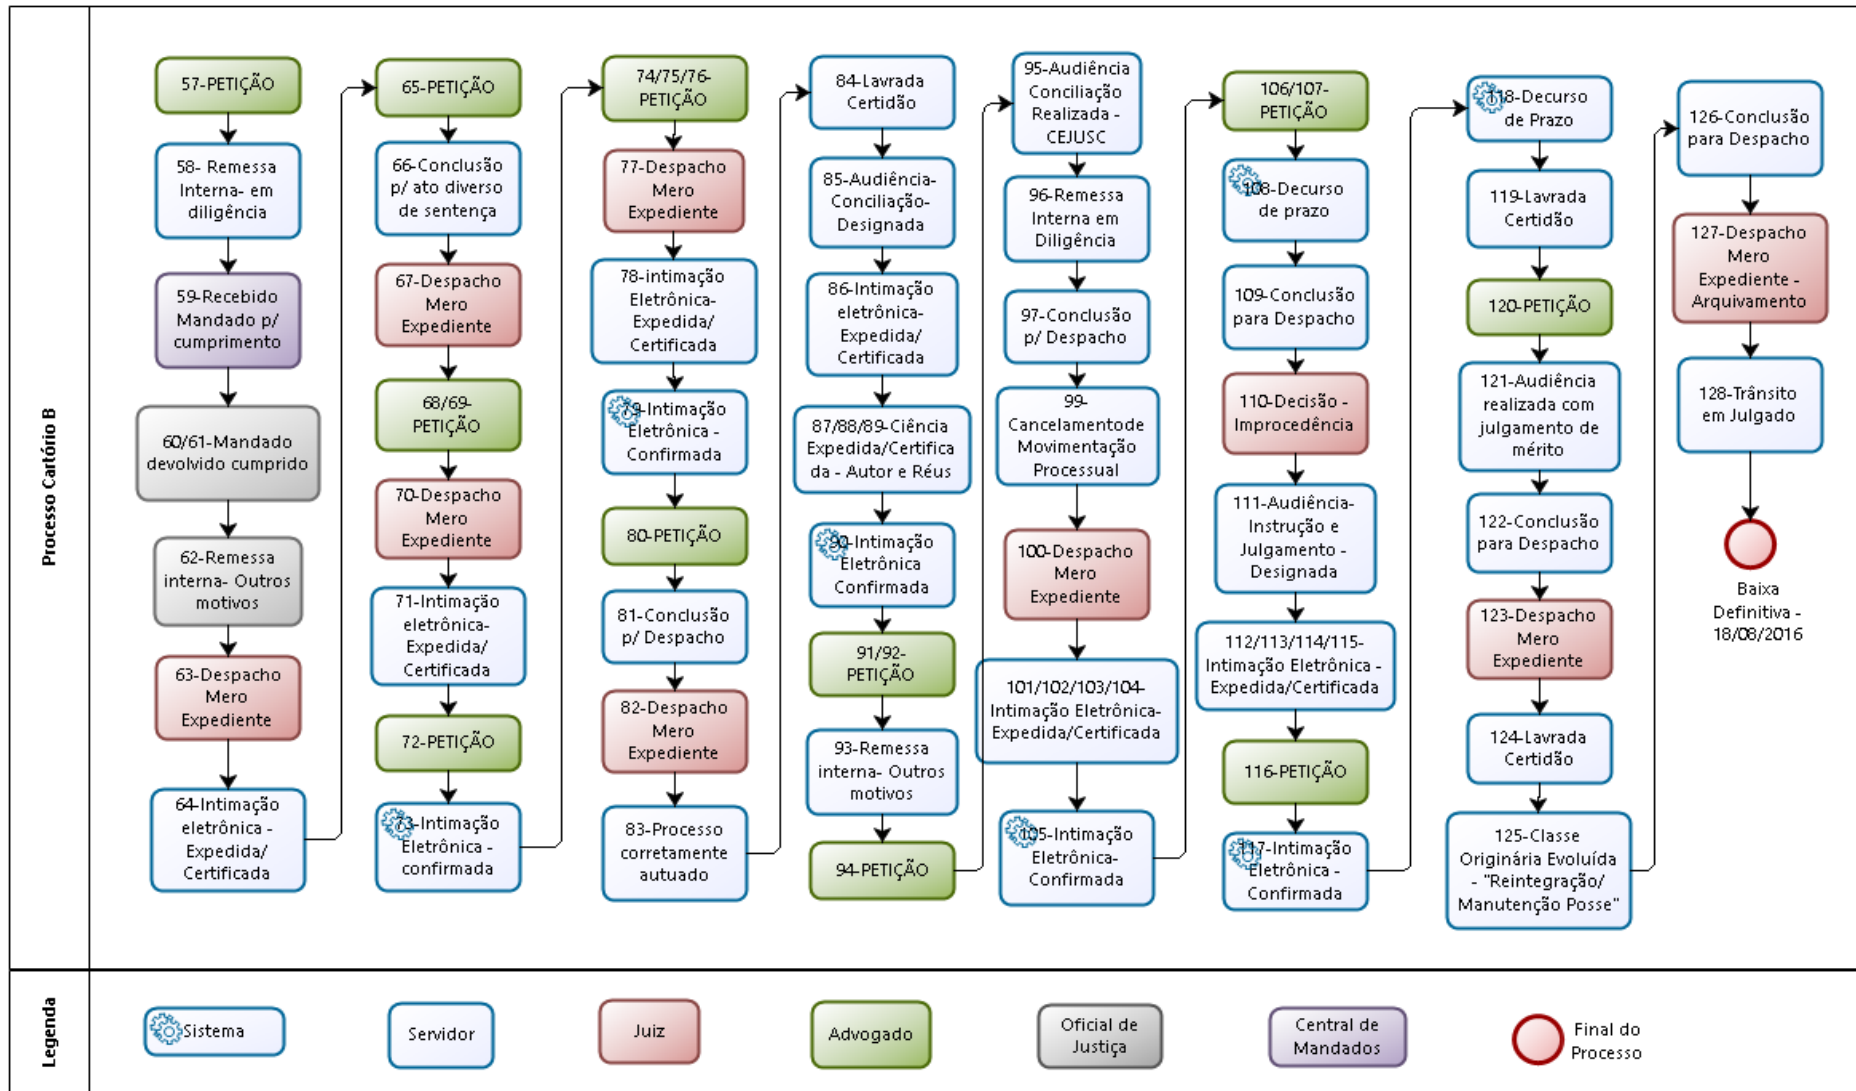 Processo Cartório B
57-PETIÇÃO
58- Remessa
Interna- em
diligência
59-Recebido
Mandado p/
cumprimento
60/61-Mandado
devolvido cumprido
62-Remessa
interna- Outros
motivos
63-Despacho
Mero
Expediente
64-Intimação
eletrônica -
Expedida/
Certificada
65-PETIÇÃO
66-Conclusão
p/ ato diverso
de sentença
67-Despacho
Mero
Expediente
68/69-
PETIÇÃO
70-Despacho
Mero
Expediente
71-Intimação
eletrônica-
Expedida/
Certificada
72-PETIÇÃO
73-Intimação
Eletrônica -
confirmada
74/75/76-
PETIÇÃO
77-Despacho
Mero
Expediente
78-intimação
Eletrônica-
Expedida/
Certificada
79-Intimação
Eletrônica -
Confirmada
80-PETIÇÃO
81-Conclusão
p/ Despacho
82-Despacho
Mero
Expediente
83-Processo
corretamente
autuado
84-Lavrada
Certidão
85-Audiência-
Conciliação-
Designada
86-Intimação
eletrônica-
Expedida/
Certificada
87/88/89-Ciência
Expedida/Certifica
da - Autor e Réus
90-Intimação
Eletrônica
Confirmada
91/92-
PETIÇÃO
93-Remessa
interna- Outros
motivos
94-PETIÇÃO
95-Audiência
Conciliação
Realizada -
CEJUSC
96-Remessa
Interna em
Diligência
97-Conclusão
p/ Despacho
99-
Cancelamento de
Movimentação
Processual
100-Despacho
Mero
Expediente
101/102/103/104-
Intimação Eletrônica-
Expedida/Certificada
105-Intimação
Eletrônica-
Confirmada
106/107-
PETIÇÃO
108-Decurso
de prazo
109-Conclusão
para Despacho
110-Decisão -
Improcedência
111-Audiência-
Instrução e
Julgamento -
Designada
112/113/114/115-
Intimação Eletrônica -
Expedida/Certificada
116-PETIÇÃO
117-Intimação
Eletrônica -
Confirmada
118-Decurso
de Prazo
119-Lavrada
Certidão
120-PETIÇÃO
121-Audiência
realizada com
julgamento de
mérito
122-Conclusão
para Despacho
123-Despacho
Mero
Expediente
124-Lavrada
Certidão
125-Classe
Originária Evoluída
- "Reintegração/
Manutenção Posse"
126-Conclusão
para Despacho
127-Despacho
Mero
Expediente -
Arquivamento
128-Trânsito
em Julgado
Baixa
Definitiva -
18/08/2016
Legenda
Sistema
Servidor
Juiz
Advogado
Oficial de
Justiça
Central de
Mandados
Final do
Processo